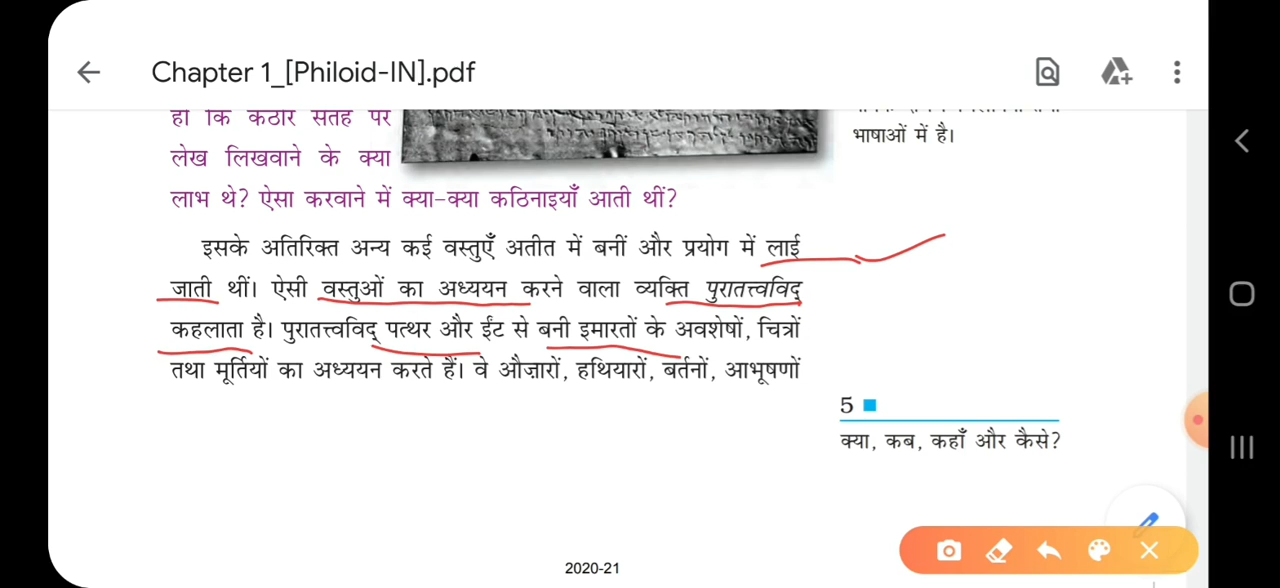 Chapter 1_[Philoid-IN].pdf
हो कि कठोर सतह पर
लेख लिखवाने के क्या
लाभ थे? ऐसा करवाने में क्या-क्या कठिनाइयाँ आती थीं?
भाषाओं में है।
इसके अतिरिक्त अन्य कई वस्तुएँ अतीत में बनीं और प्रयोग में लाई
जाती थीं। ऐसी वस्तुओं का अध्ययन करने वाला व्यक्ति पुरातत्त्वविद्
कहलाता है। पुरातत्त्वविद् पत्थर और ईंट से बनी इमारतों के अवशेषों, चित्रों
तथा मूर्तियों का अध्ययन करते हैं। वे औज़ारों, हथियारों, बर्तनों, आभूषणों
5
क्या, कब, कहाँ और कैसे?
2020-21